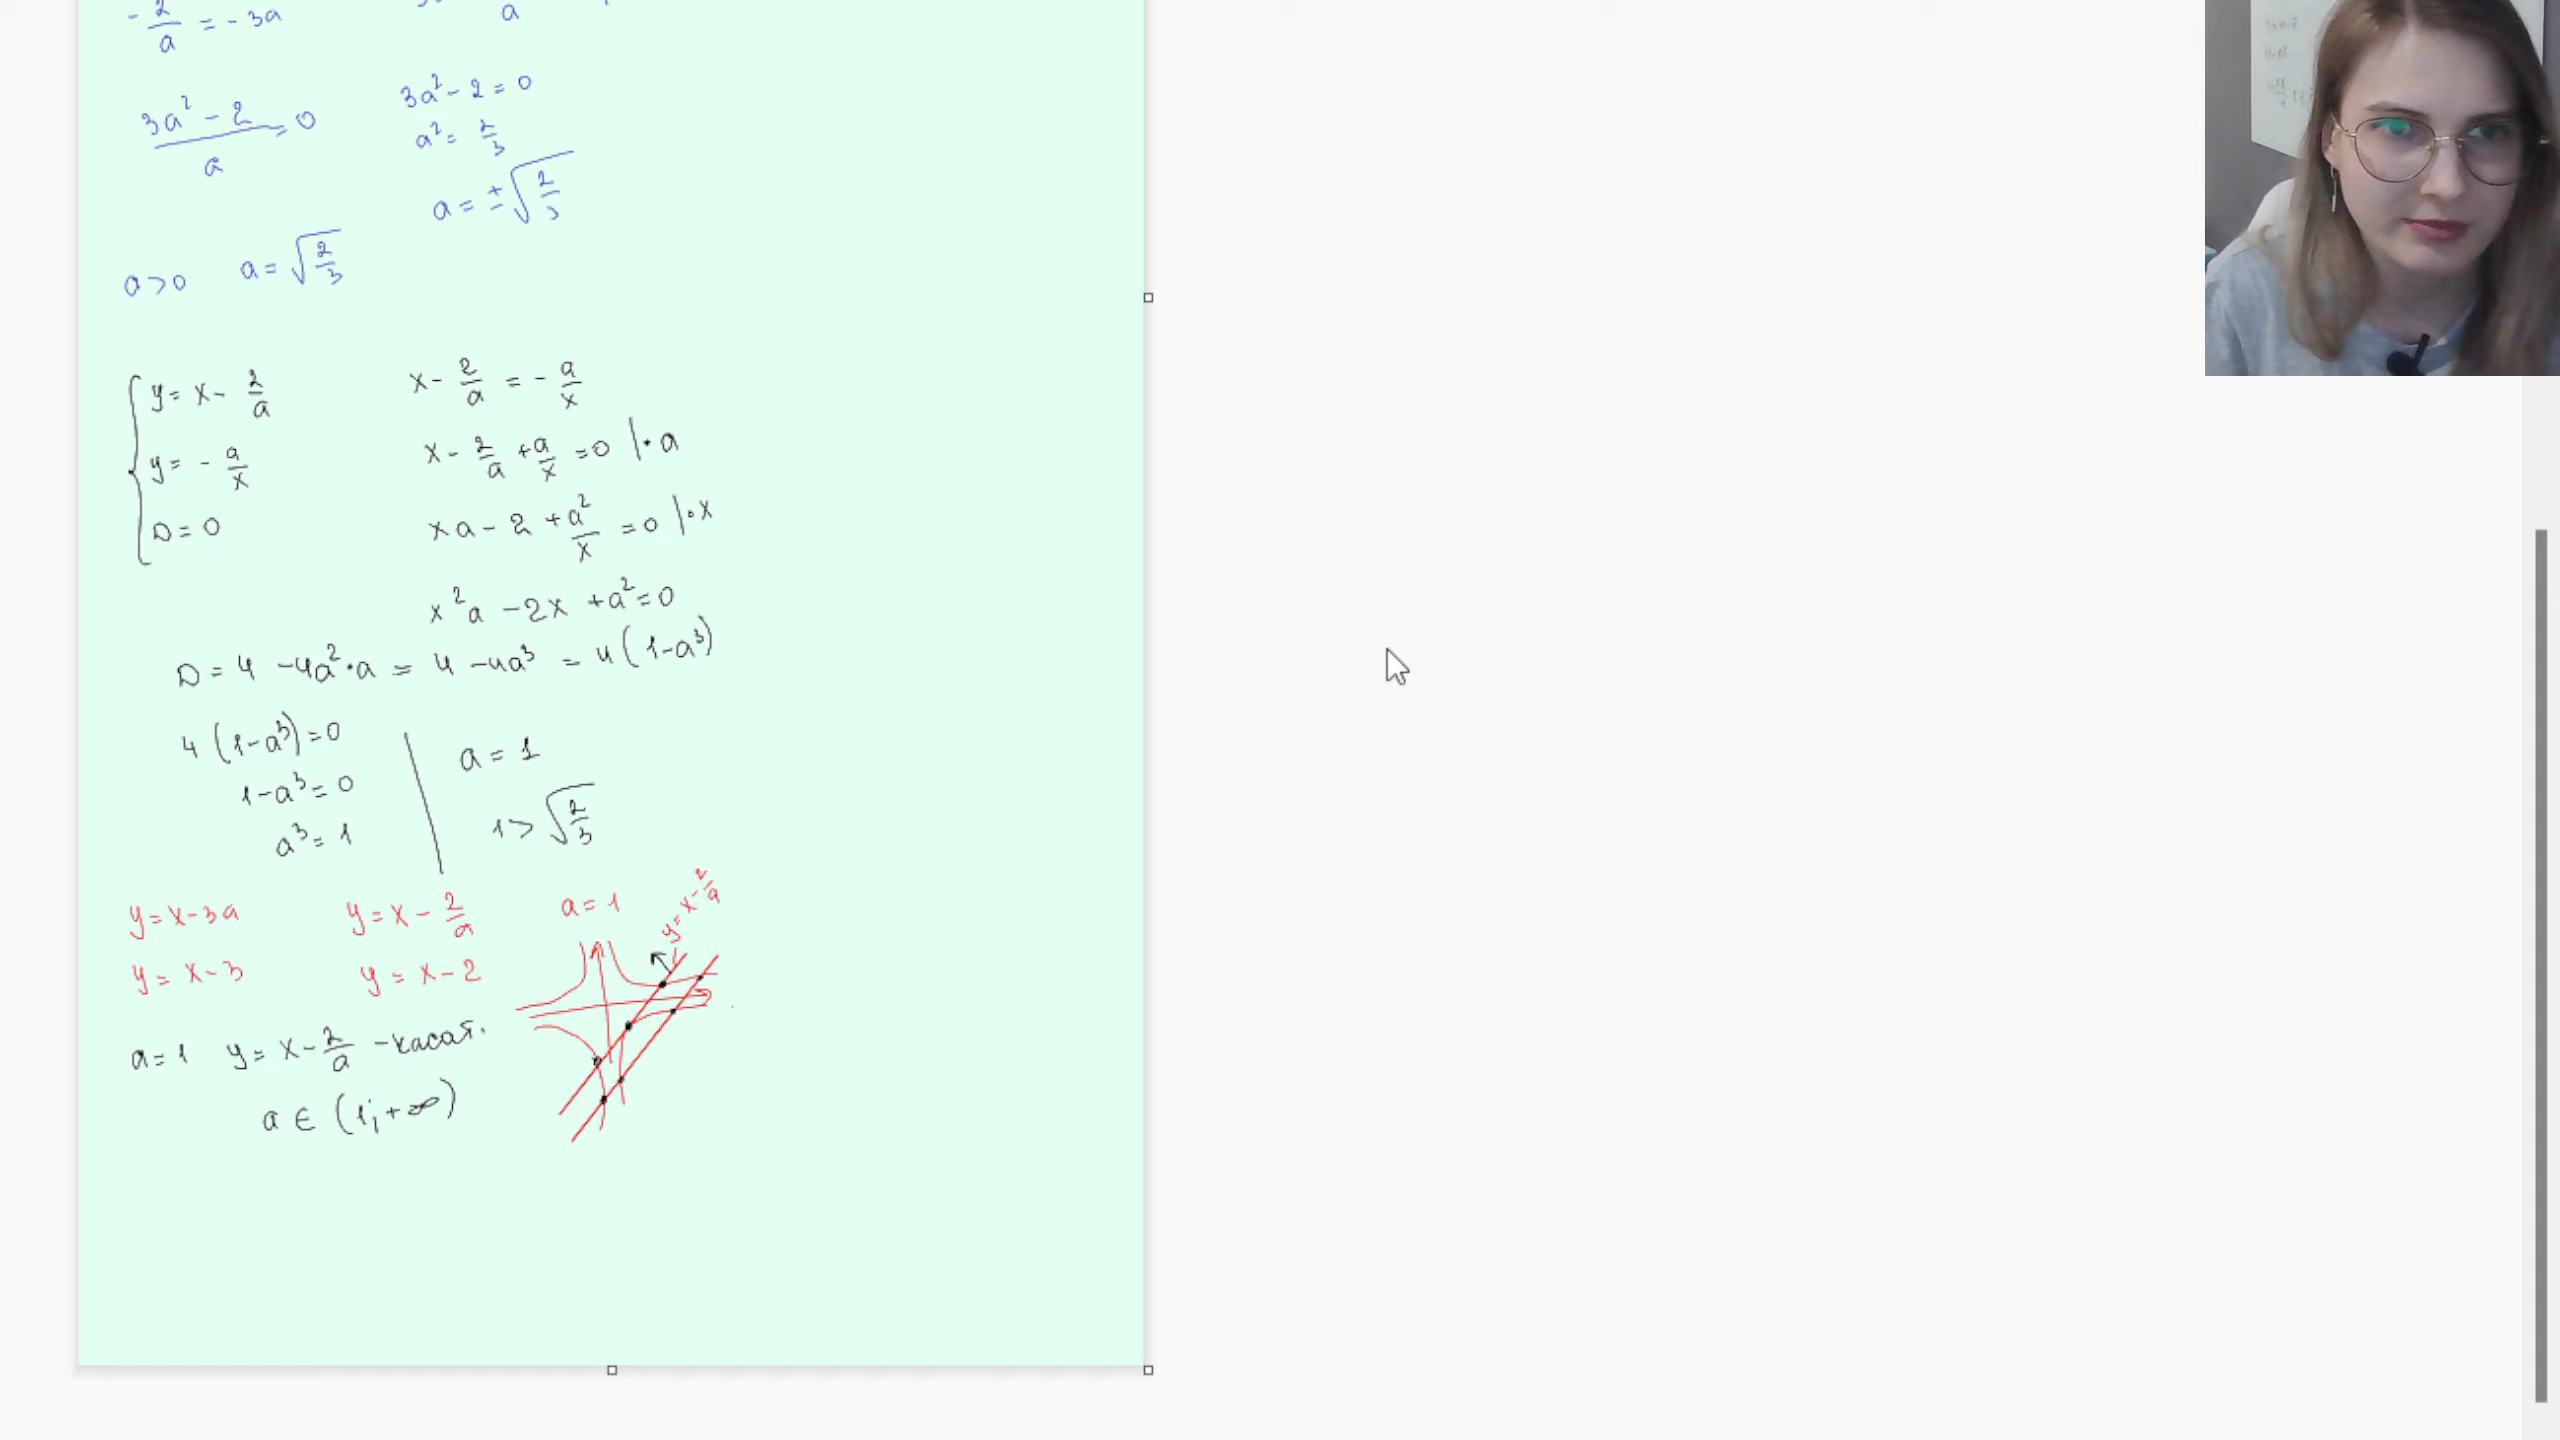 - 2/a = - 3a
a
(3a² - 2)/a = 0
3a² - 2 = 0
a² = 2/3
a = ± √(2/3)
a > 0 a = √(2/3)
{ y = x - 2/a
y = - a/x
D = 0
x - 2/a = - a/x
x - 2/a + a/x = 0 | · a
xa - 2 + a²/x = 0 | · x
x²a - 2x + a² = 0
D = 4 - 4a² · a = 4 - 4a³ = 4(1-a³)
4(1-a³) = 0
1-a³ = 0
a³ = 1
a = 1
1 > √(2/3)
y = x - 3a
y = x - 3
y = x - 2/a
y = x - 2
a = 1
y = x - 2/a
a = 1 y = x - 2/a - касат.
a ∈ (1; +∞)